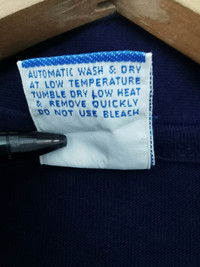 AUTOMATIC WASH & DRY
AT LOW TEMPERATURE
TUMBLE DRY LOW HEAT
& REMOVE QUICKLY
DO NOT USE BLEACH